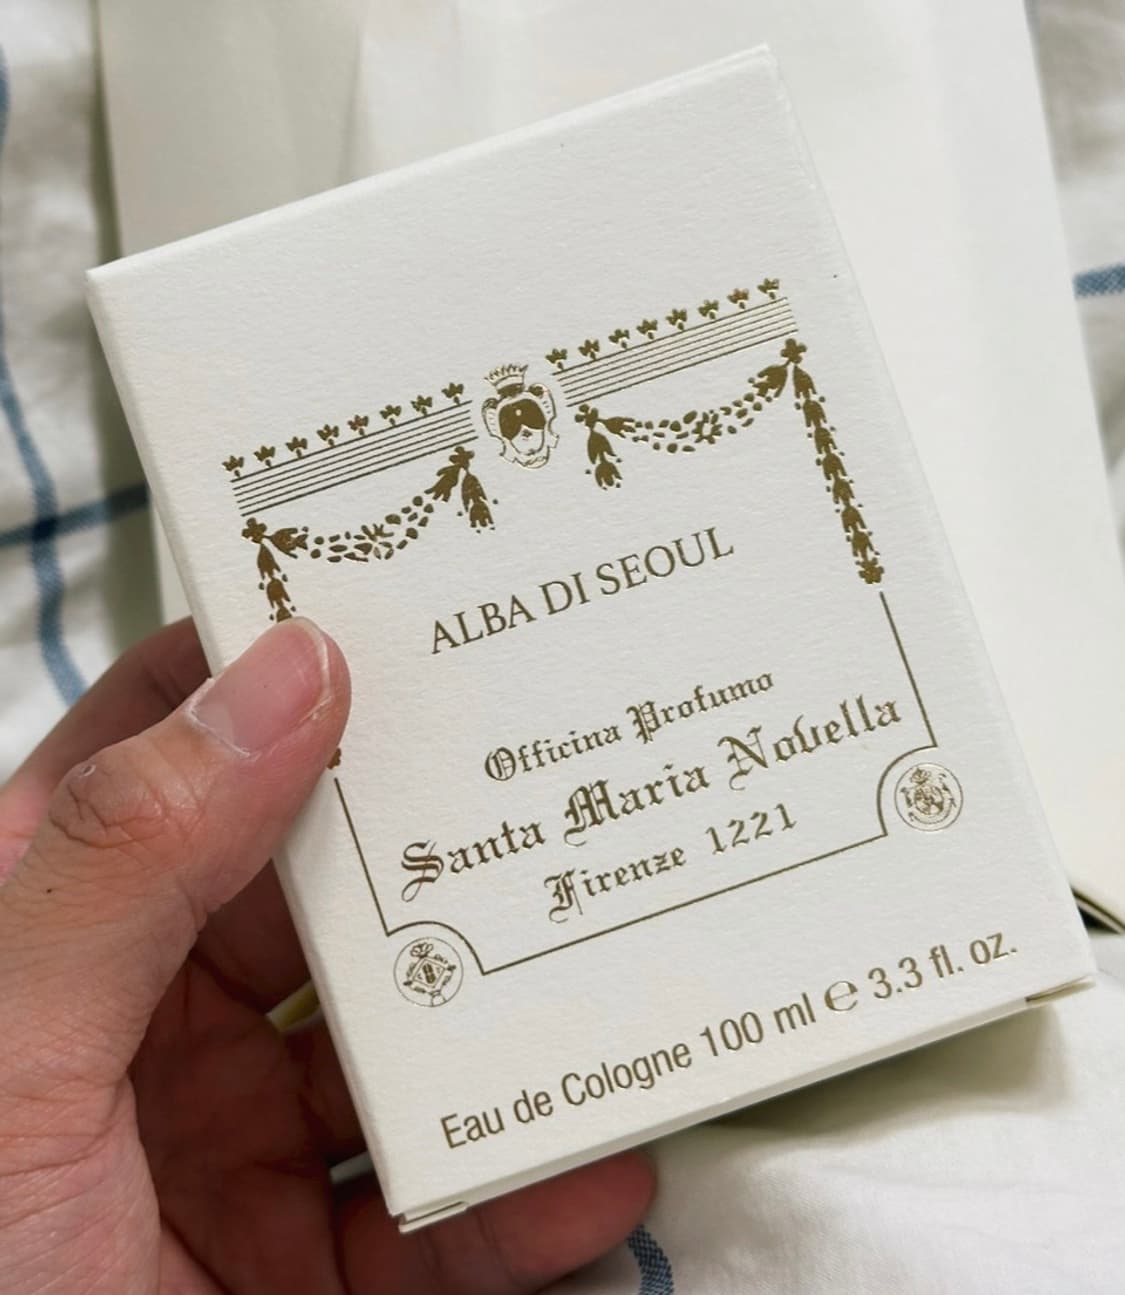 ALBA DI SEOUL
Officina Profumo
Santa Maria Novella
Firenze 1221
Eau de Cologne 100 ml ℮ 3.3 fl. oz.